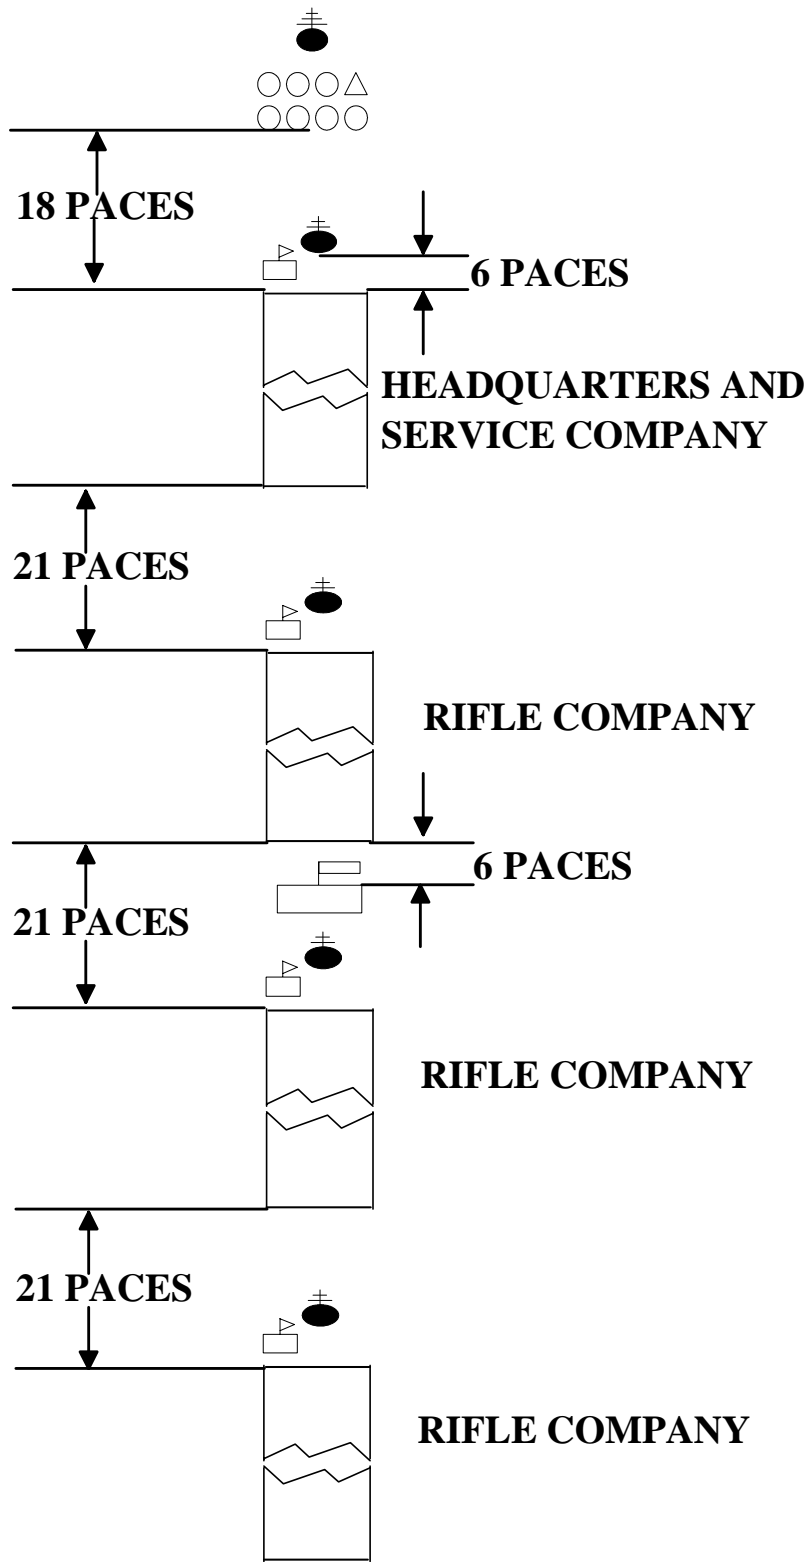 18 PACES
6 PACES
HEADQUARTERS AND
SERVICE COMPANY
21 PACES
RIFLE COMPANY
6 PACES
21 PACES
RIFLE COMPANY
21 PACES
RIFLE COMPANY